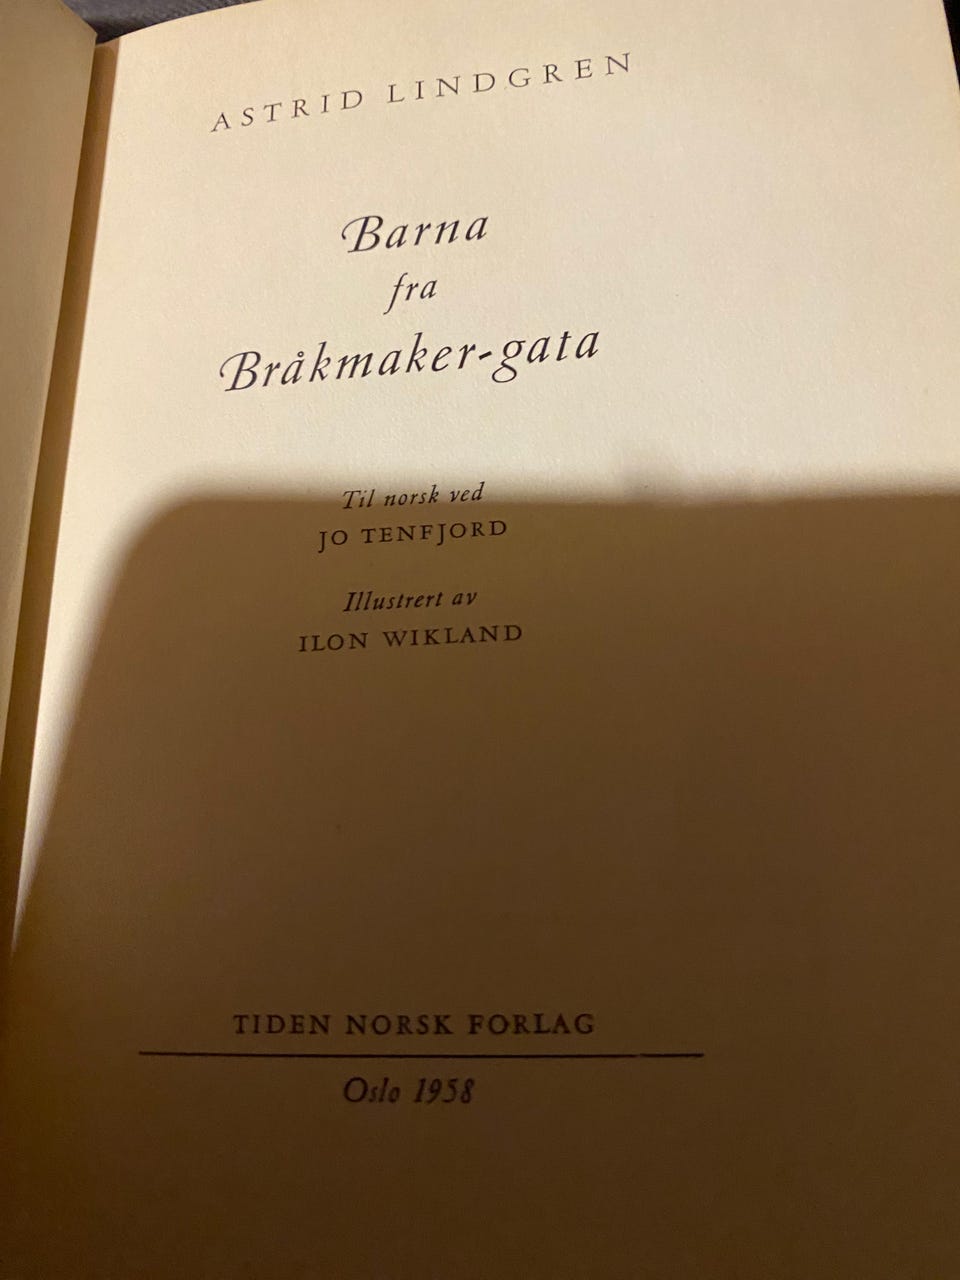 ASTRID LINDGREN
Barna
fra
Bråkmaker-gata
Til norsk ved
JO TENFJORD
Illustrert av
ILON WIKLAND
TIDEN NORSK FORLAG
Oslo 1958